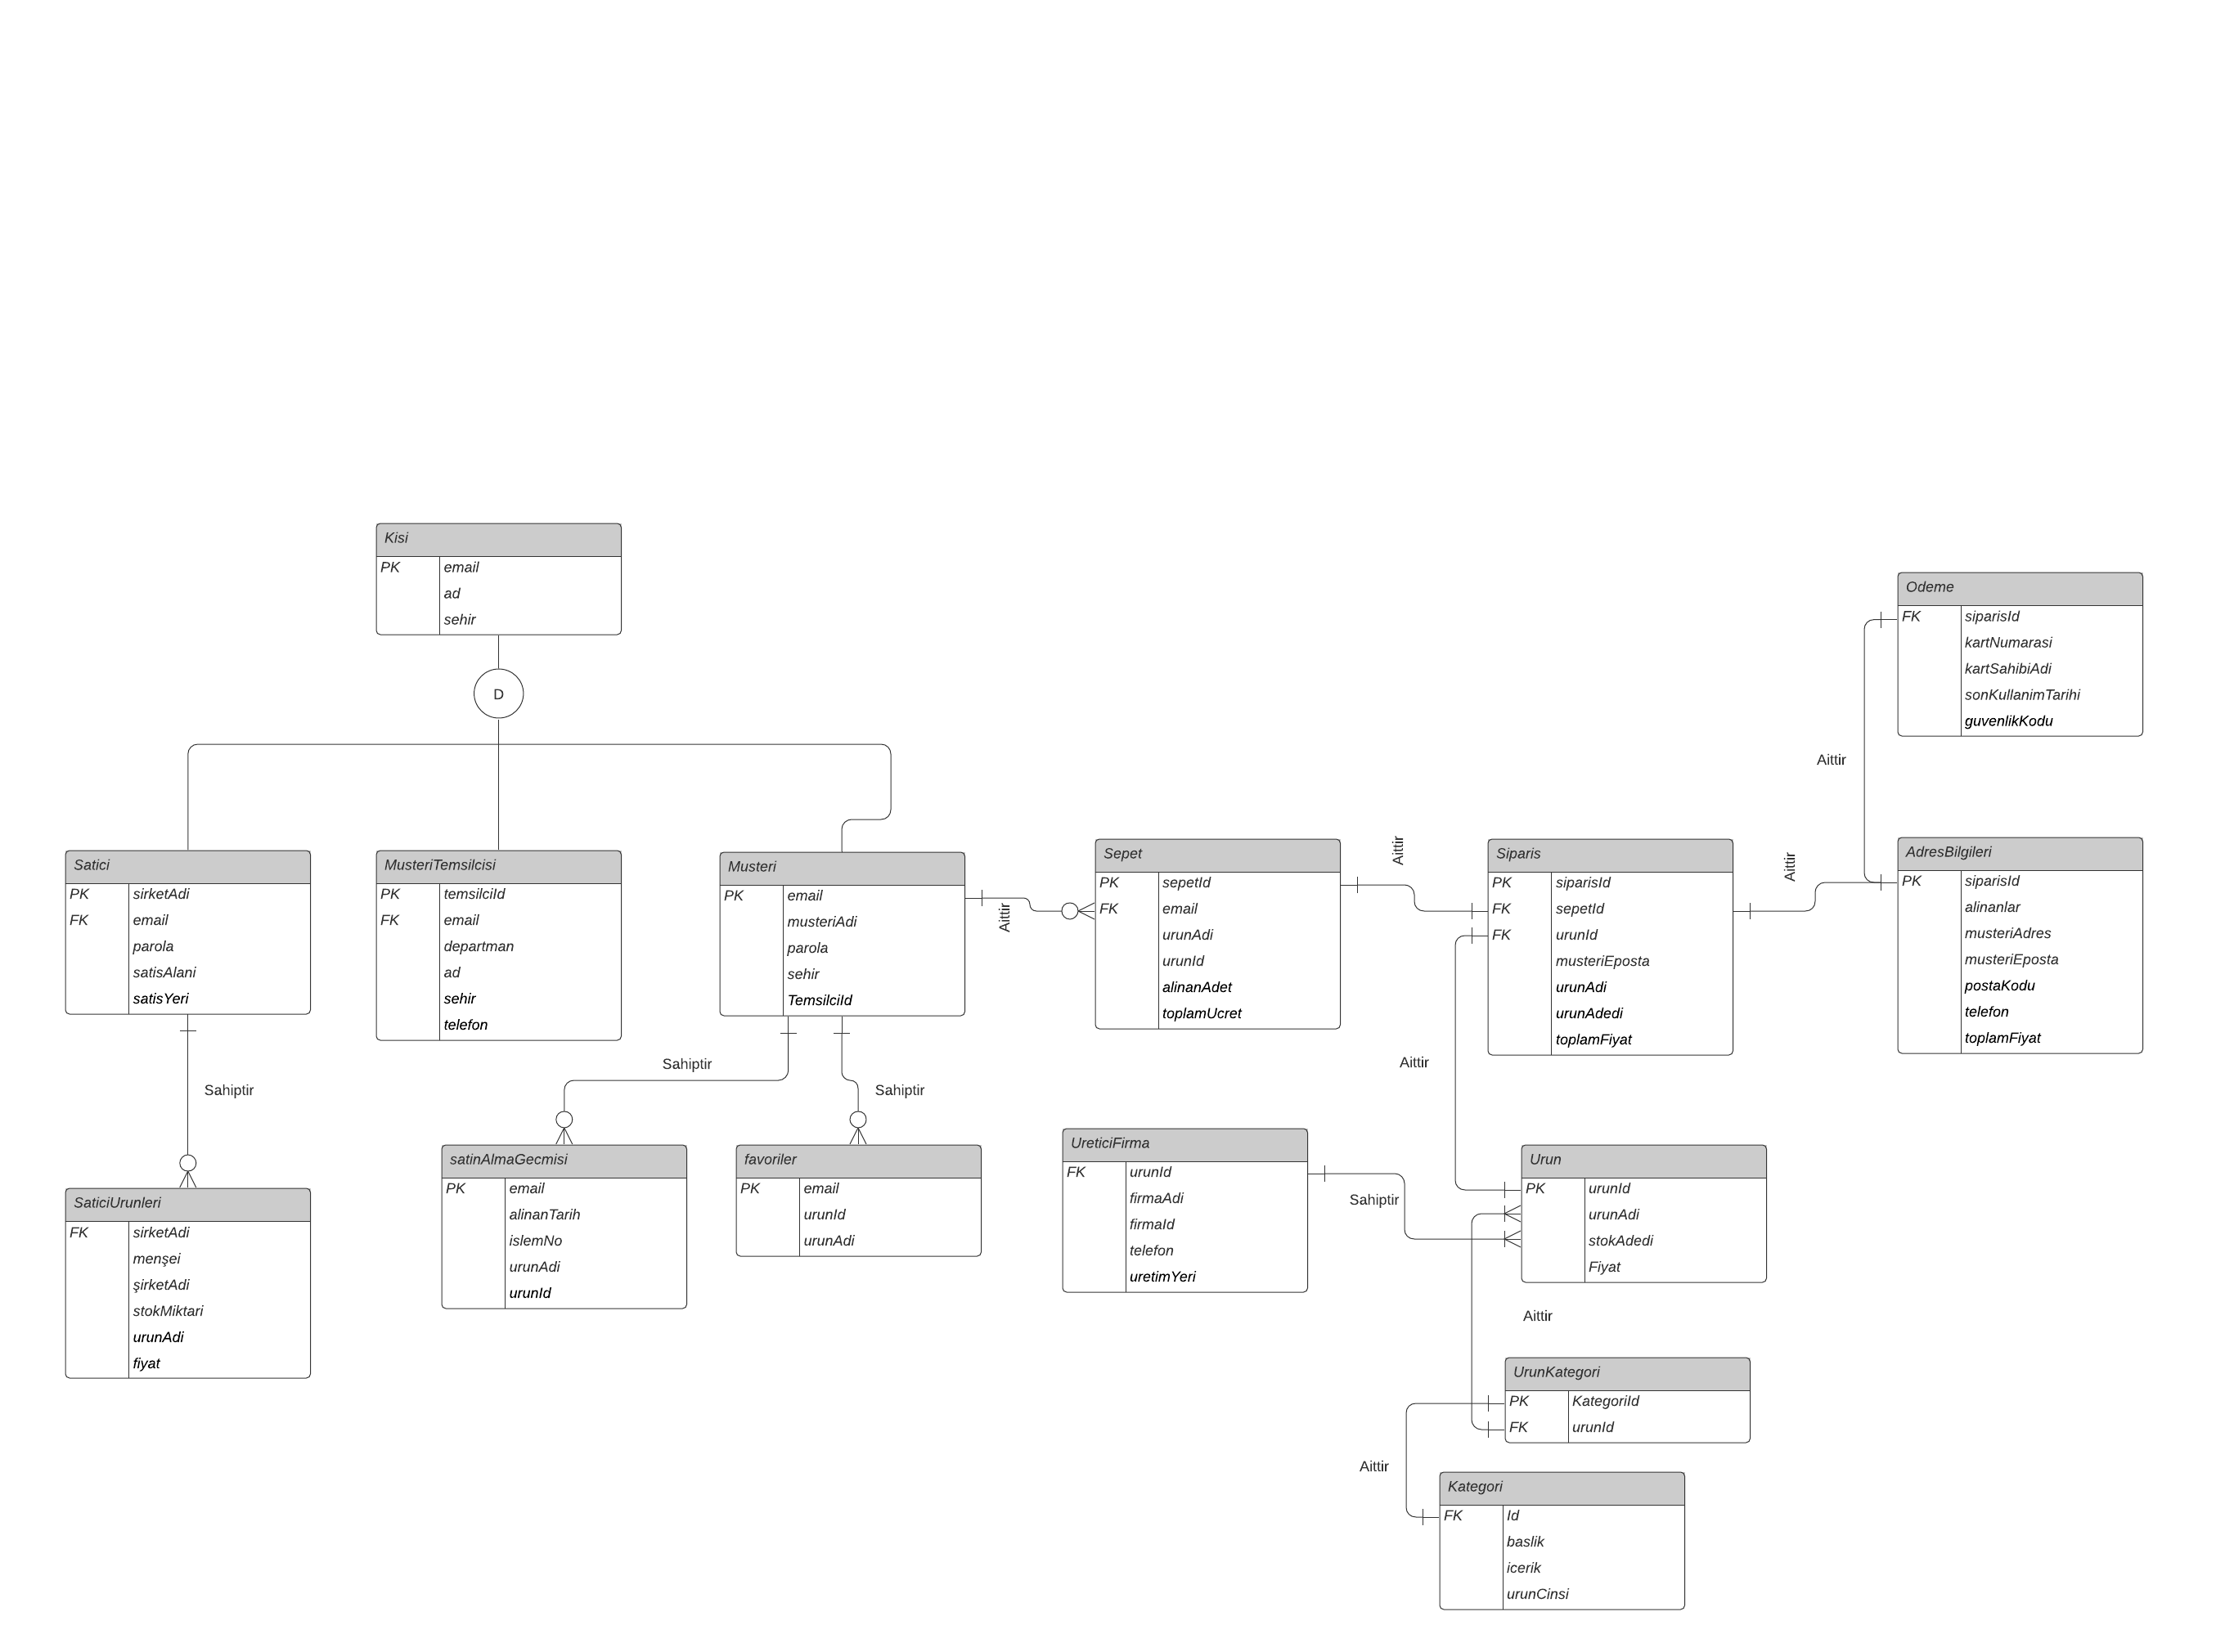 Kisi
PK email
ad
sehir
D
Satici
PK sirketAdi
FK email
parola
satisAlani
satisYeri
MusteriTemsilcisi
PK temsilciId
FK email
departman
ad
sehir
telefon
Musteri
PK email
musteriAdi
parola
sehir
TemsilciId
Aittir
Sepet
PK sepetId
FK email
urunAdi
urunId
alinanAdet
toplamUcret
Aittir
Siparis
PK siparisId
FK sepetId
FK urunId
musteriEposta
urunAdi
urunAdedi
toplamFiyat
Aittir
Odeme
FK siparisId
kartNumarasi
kartSahibiAdi
sonKullanimTarihi
guvenlikKodu
Aittir
AdresBilgileri
PK siparisId
alinanlar
musteriAdres
musteriEposta
postaKodu
telefon
toplamFiyat
Sahiptir
Sahiptir
Sahiptir
Aittir
SaticiUrunleri
FK sirketAdi
menşei
şirketAdi
stokMiktari
urunAdi
fiyat
satinAlmaGecmisi
PK email
alinanTarih
islemNo
urunAdi
urunId
favoriler
PK email
urunId
urunAdi
UreticiFirma
FK urunId
firmaAdi
firmaId
telefon
uretimYeri
Sahiptir
Urun
PK urunId
urunAdi
stokAdedi
Fiyat
Aittir
UrunKategori
PK KategoriId
FK urunId
Aittir
Kategori
FK Id
baslik
icerik
urunCinsi